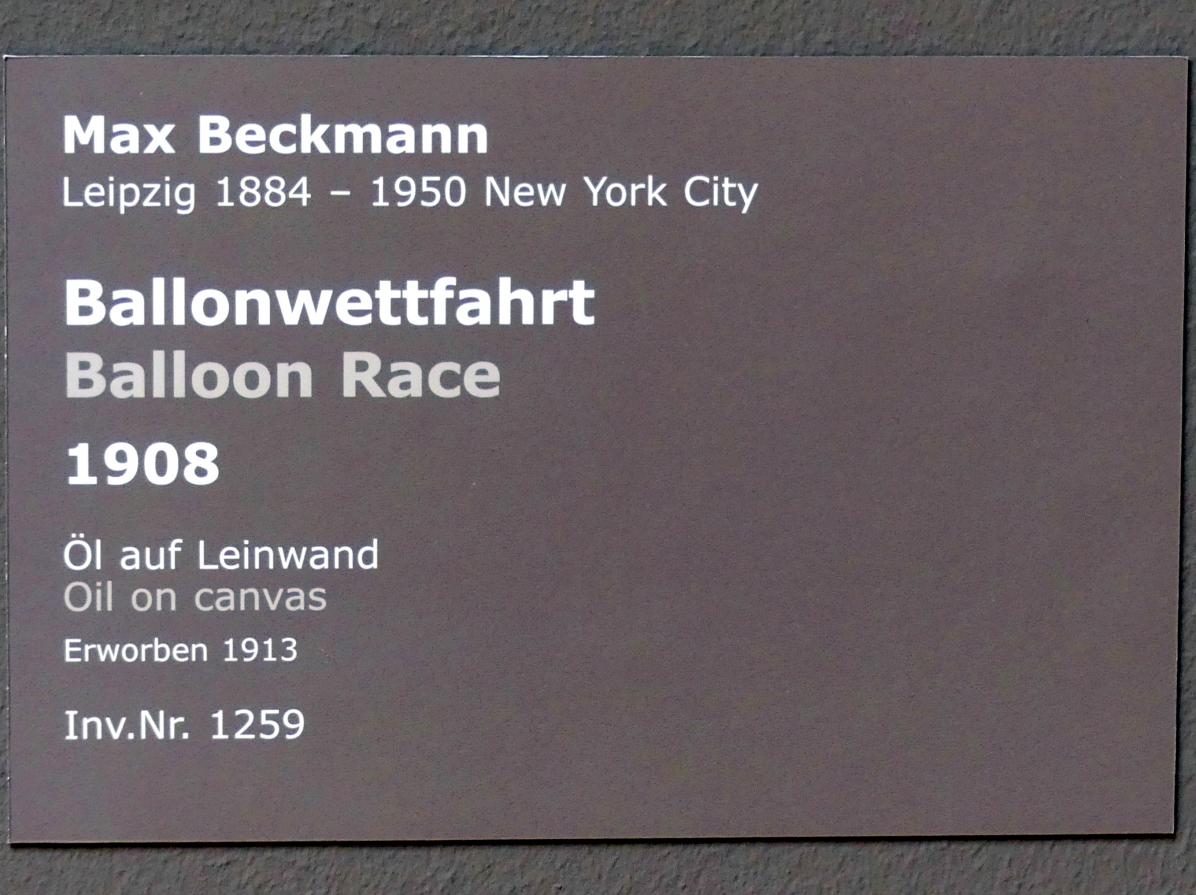 Max Beckmann
Leipzig 1884 – 1950 New York City
Ballonwettfahrt
Balloon Race
1908
Öl auf Leinwand
Oil on canvas
Erworben 1913
Inv.Nr. 1259